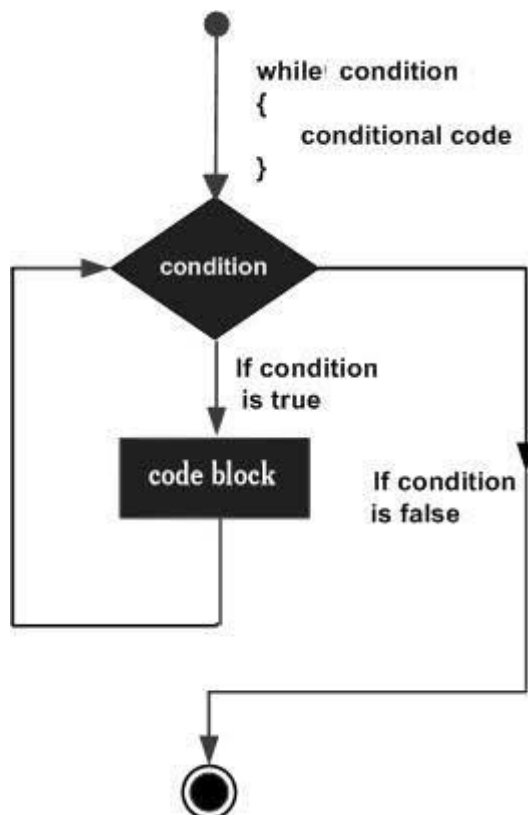 while condition
{
conditional code
}
condition
If condition
is true
code block
If condition
is false